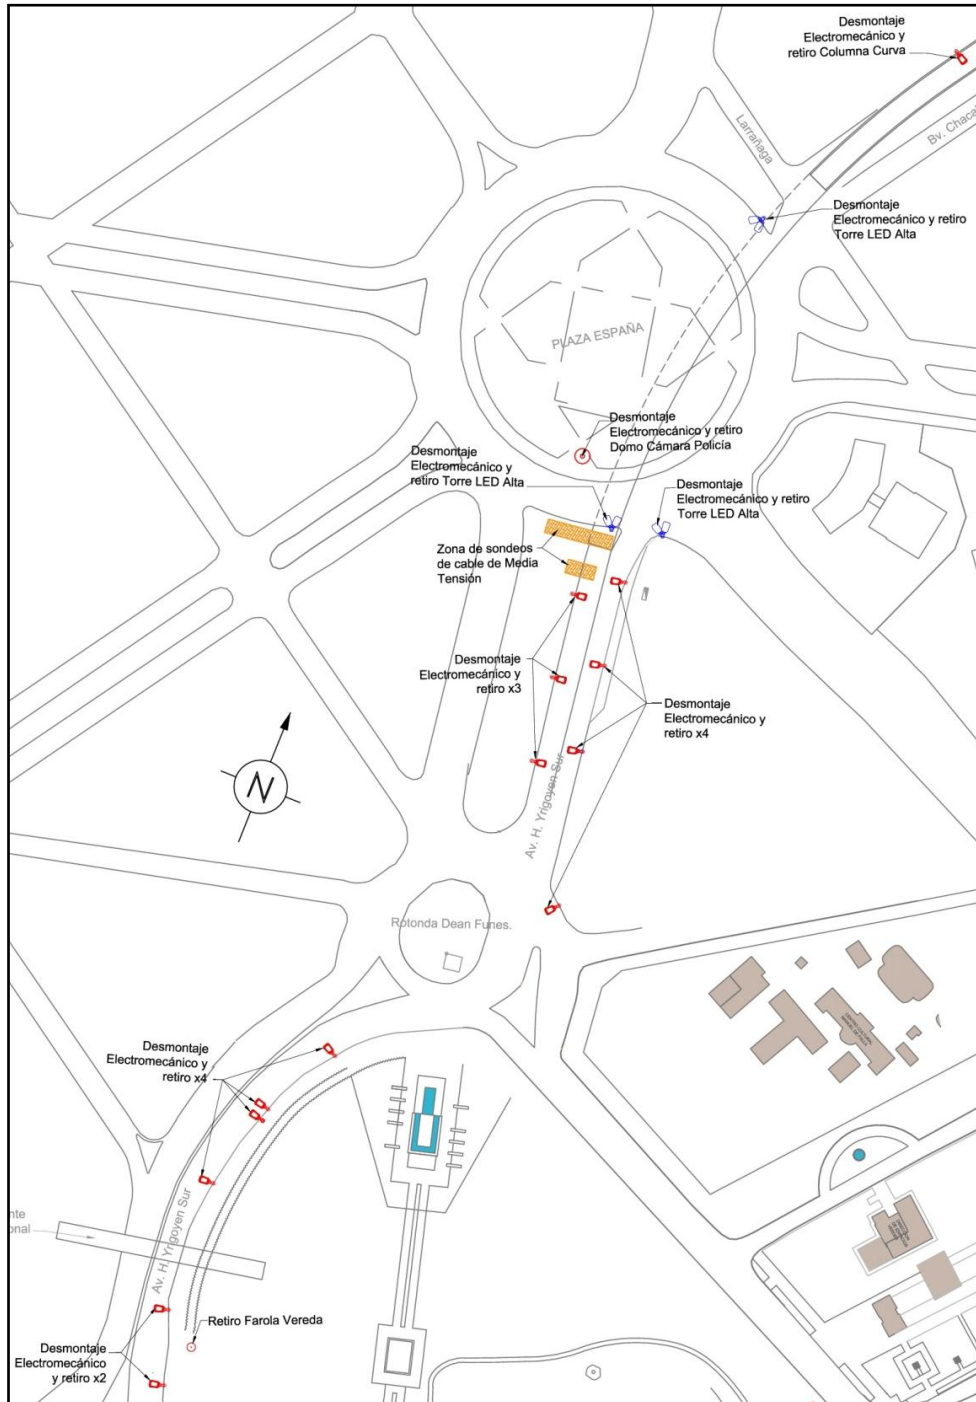 Desmontaje
Electromecánico y
retiro Columna Curva
Larrañaga
Bv. Chaca
Desmontaje
Electromecánico y retiro
Torre LED Alta
PLAZA ESPAÑA
Desmontaje
Electromecánico y retiro
Domo Cámara Policía
Desmontaje
Electromecánico y
retiro Torre LED Alta
Desmontaje
Electromecánico y retiro
Torre LED Alta
Zona de sondeos
de cable de Media
Tensión
Desmontaje
Electromecánico y
retiro x3
Desmontaje
Electromecánico y
retiro x4
N
Av. H. Yrigoyen Sur
Rotonda Dean Funes.
CENTRO CULTURAL
Desmontaje
Electromecánico y
retiro x4
Av. H. Yrigoyen Sur
nte
onal
Retiro Farola Vereda
Desmontaje
Electromecánico
y retiro x2